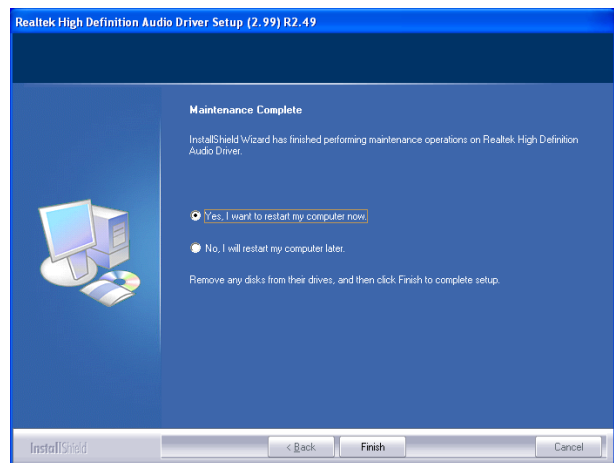 Realtek High Definition Audio Driver Setup (2.99) R2.49
Maintenance Complete
InstallShield Wizard has finished performing maintenance operations on Realtek High Definition
Audio Driver.
Yes, I want to restart my computer now.
No, I will restart my computer later.
Remove any disks from their drives, and then click Finish to complete setup.
InstallShield
< Back
Finish
Cancel